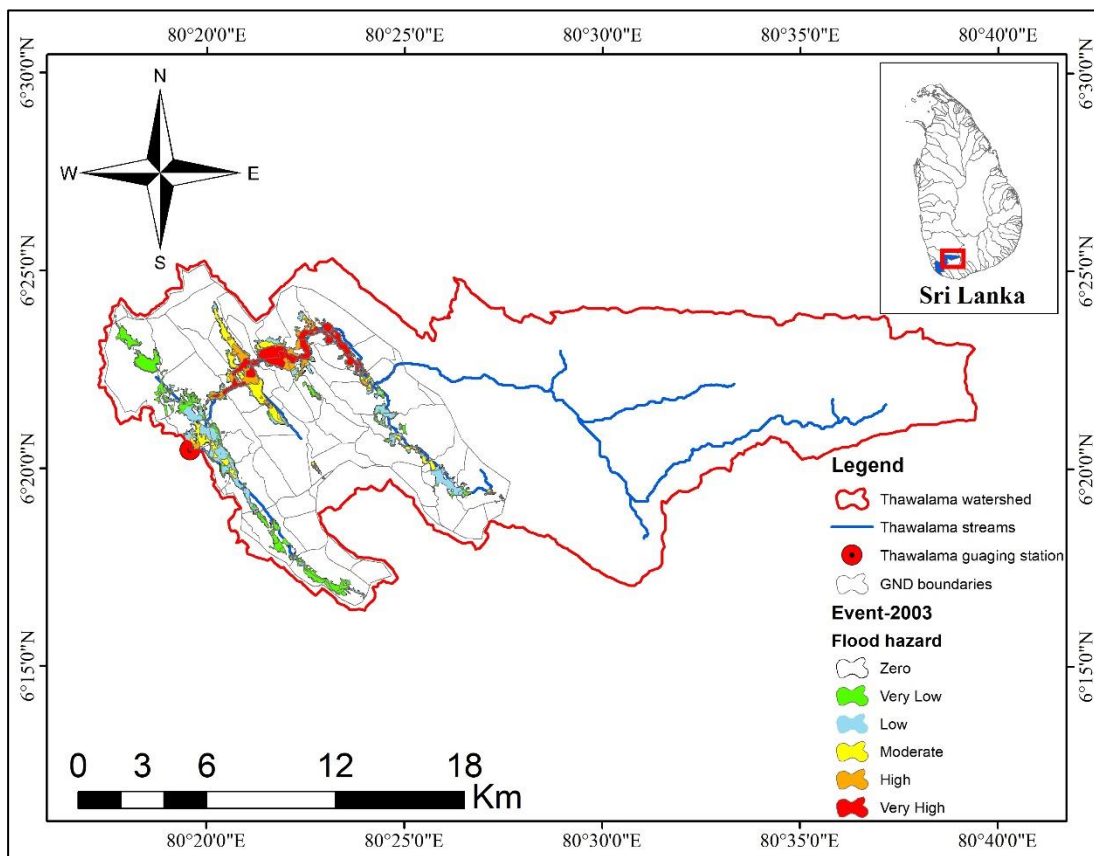 80°20'0"E 80°25'0"E 80°30'0"E 80°35'0"E 80°40'0"E
6°30'0"N
6°30'0"N
N
W E
S
Sri Lanka
6°25'0"N
6°25'0"N
6°20'0"N
6°20'0"N
6°15'0"N
6°15'0"N
Legend
Thawalama watershed
Thawalama streams
Thawalama guaging station
GND boundaries
Event-2003
Flood hazard
Zero
Very Low
Low
Moderate
High
Very High
0 3 6 12 18
Km
80°20'0"E 80°25'0"E 80°30'0"E 80°35'0"E 80°40'0"E